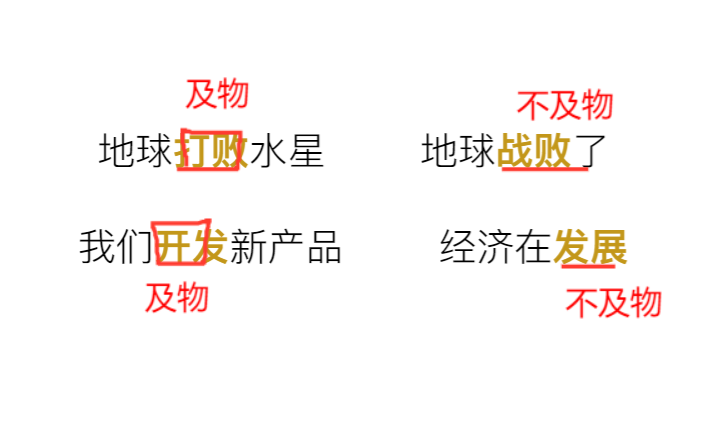 及物
不及物
地球打败水星
地球战败了
我们开发新产品
经济在发展
及物
不及物